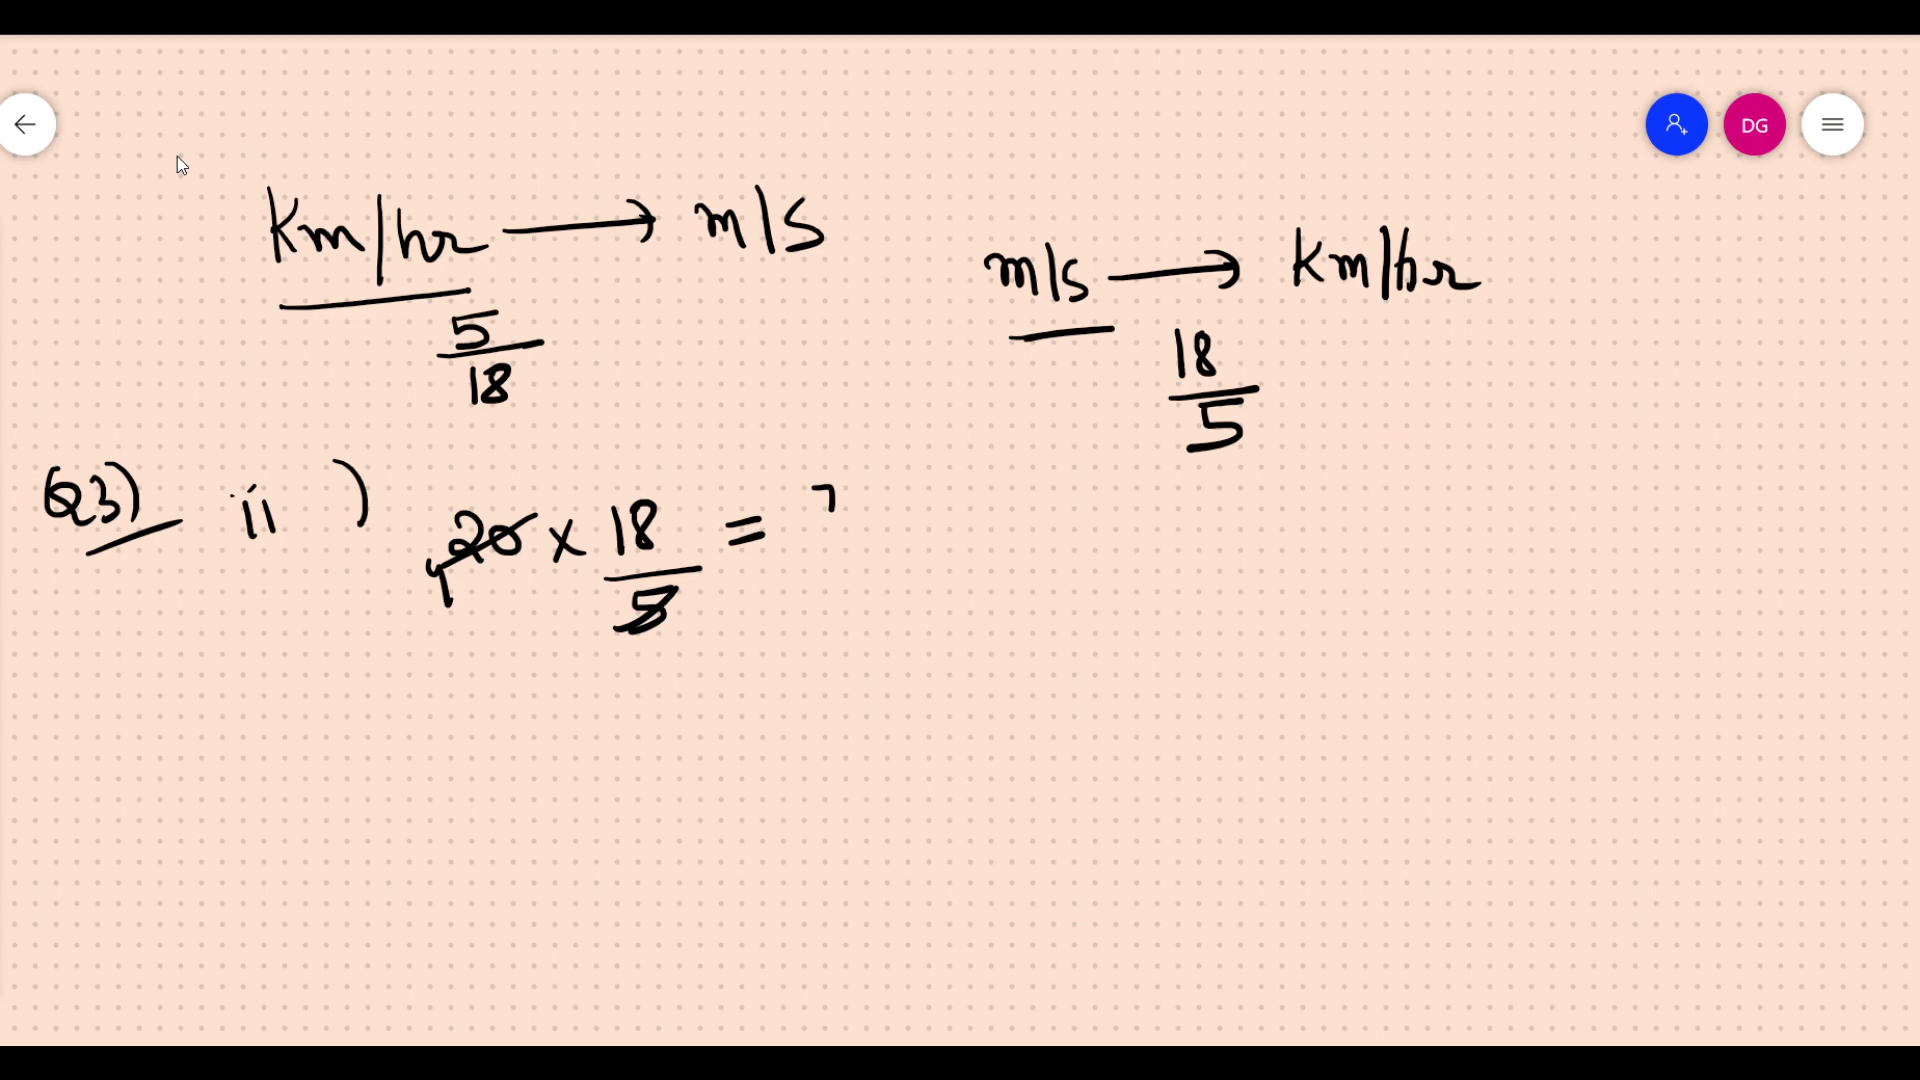 DG
km/hr → m/s
5
18
m/s → km/hr
18
5
Q3) ii) 20 x 18 =
4 5